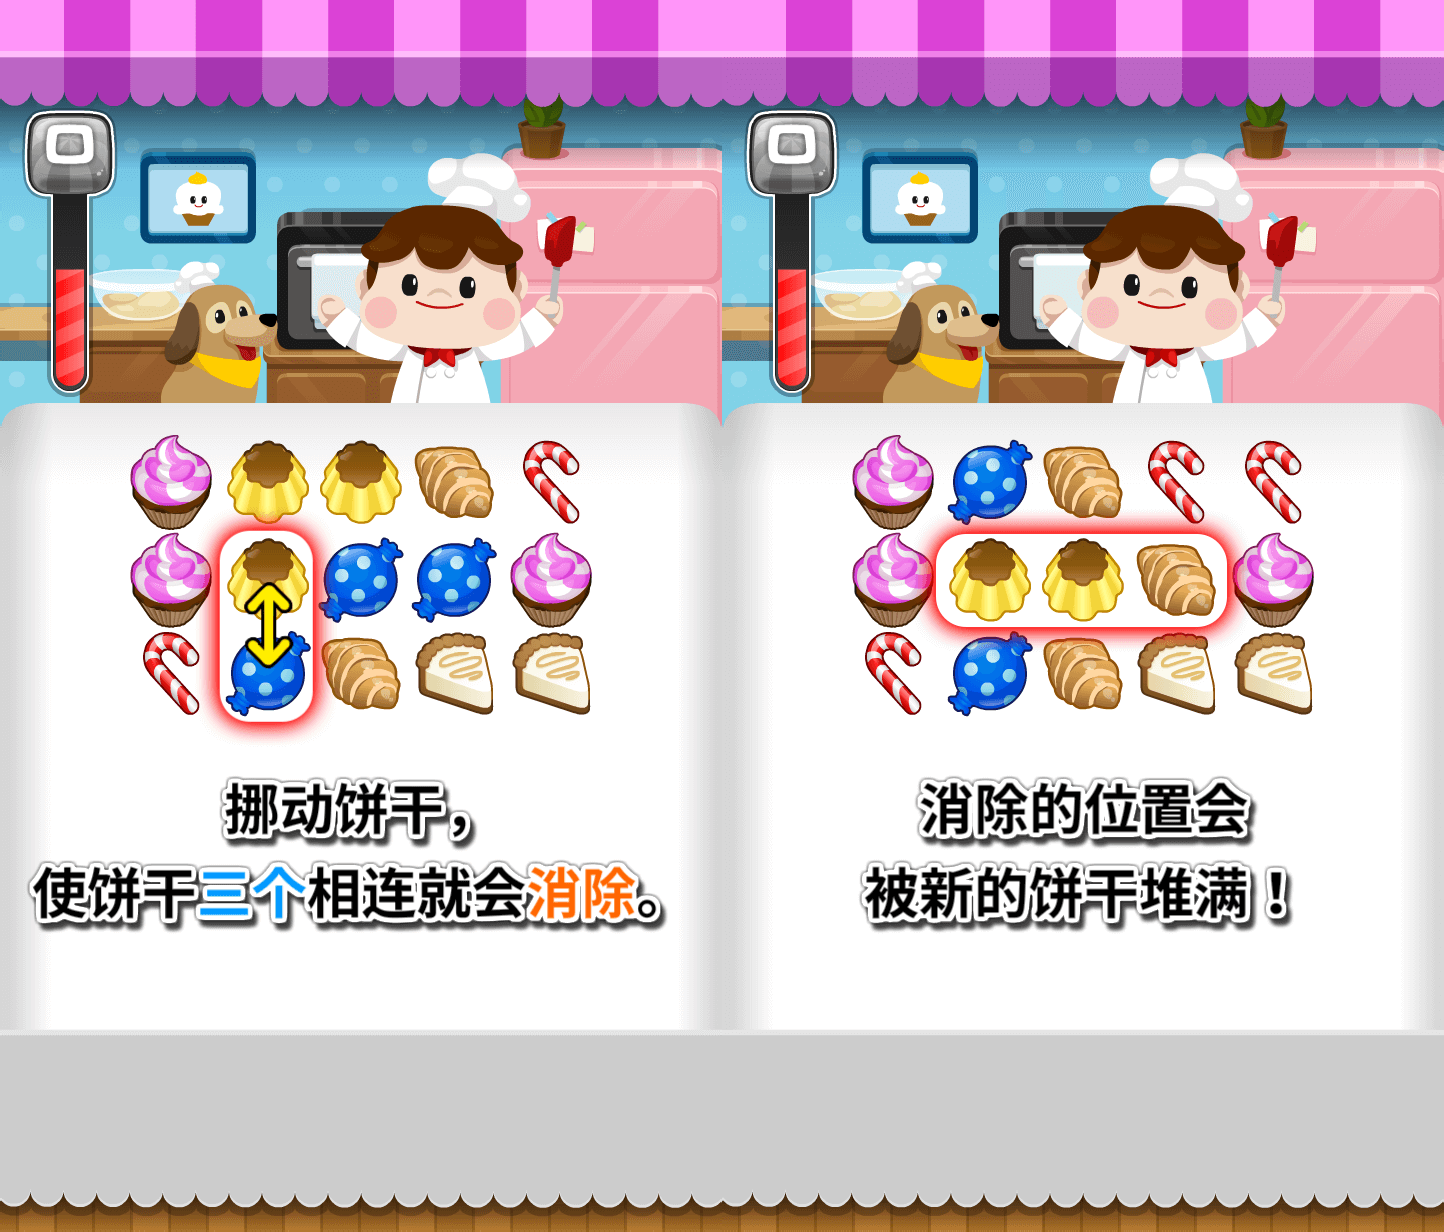 挪动饼干，
使饼干三个相连就会消除。
消除的位置会
被新的饼干堆满！